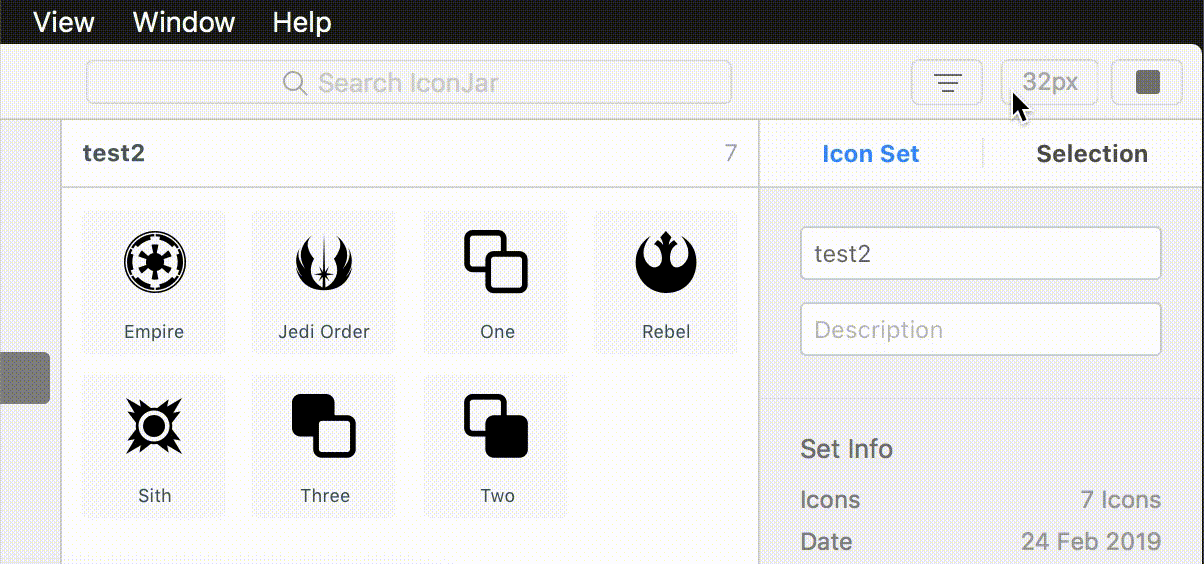 View Window Help
Search IconJar
32px
test2
7
Icon Set
Selection
Empire
Jedi Order
One
Rebel
Sith
Three
Two
test2
Description
Set Info
Icons
7 Icons
Date
24 Feb 2019